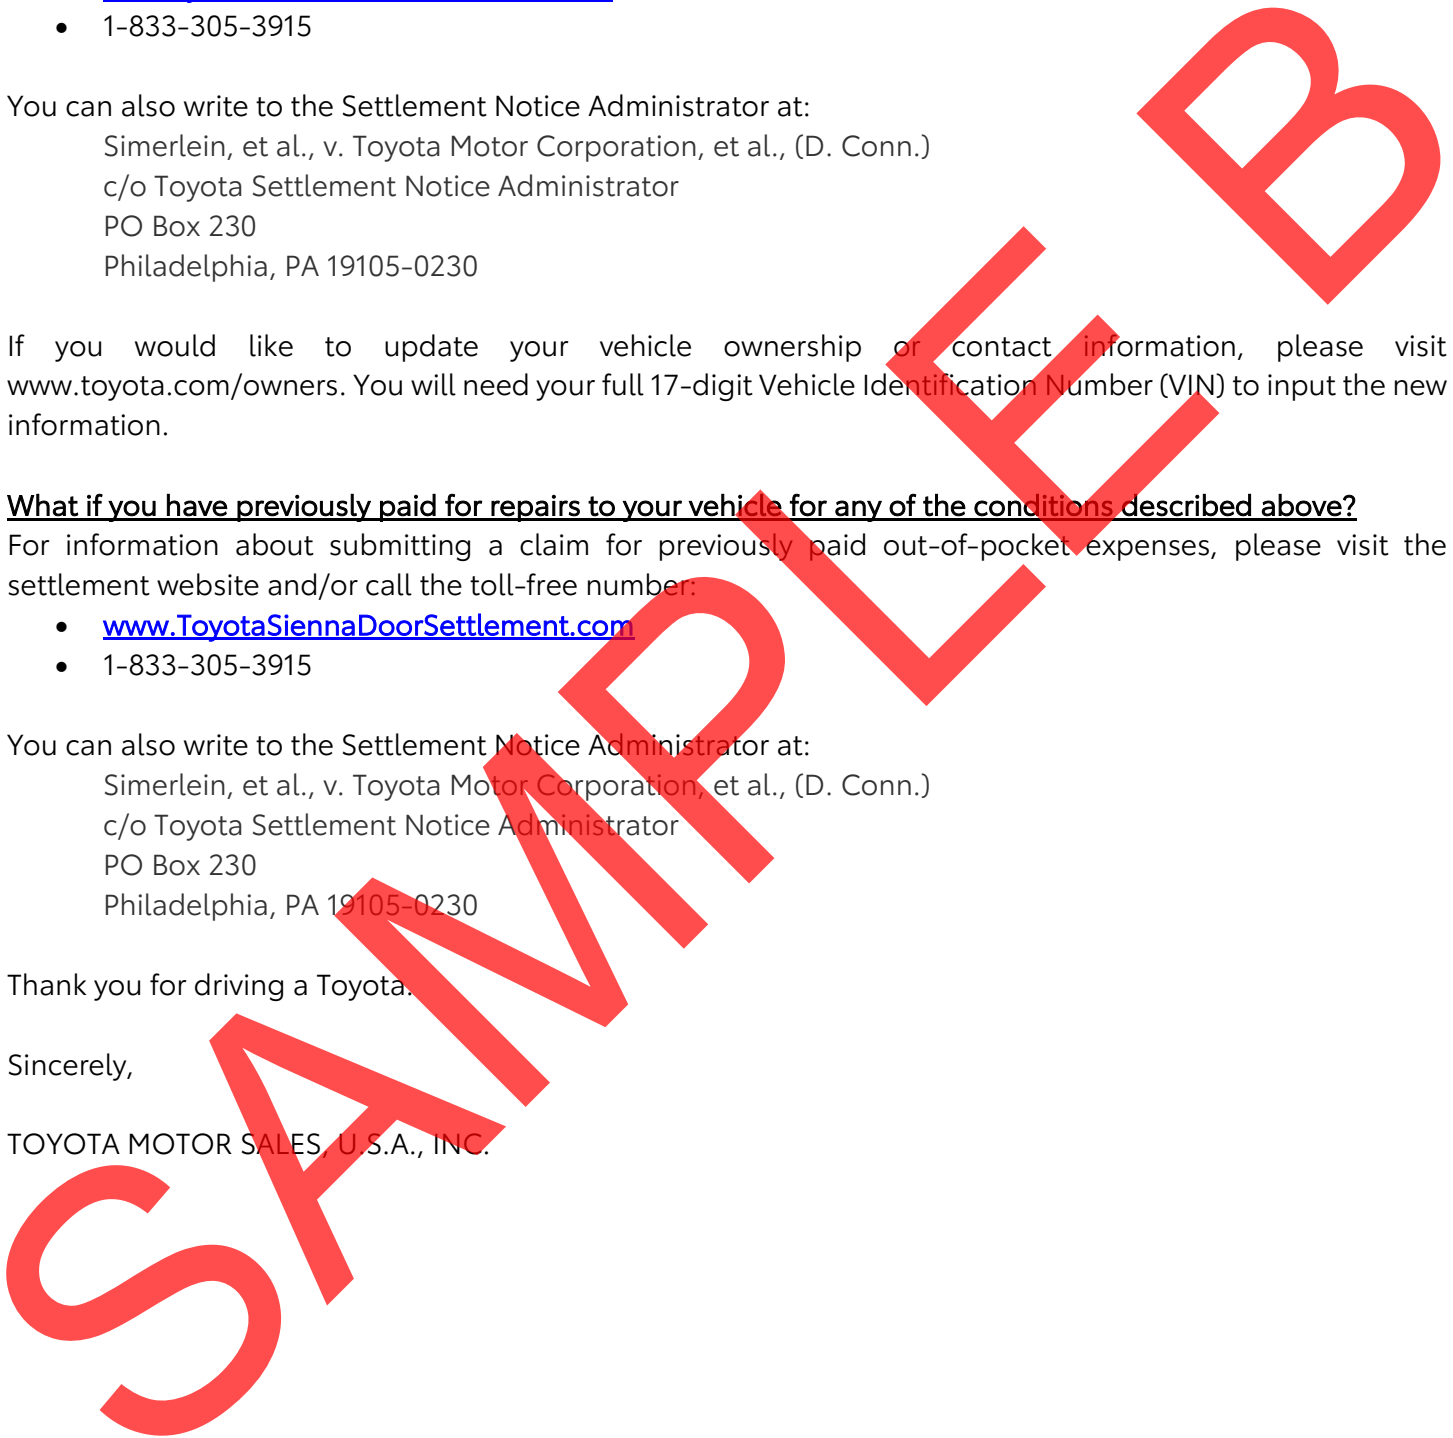 • 1-833-305-3915
You can also write to the Settlement Notice Administrator at:
Simerlein, et al., v. Toyota Motor Corporation, et al., (D. Conn.)
c/o Toyota Settlement Notice Administrator
PO Box 230
Philadelphia, PA 19105-0230
If you would like to update your vehicle ownership or contact information, please visit
www.toyota.com/owners. You will need your full 17-digit Vehicle Identification Number (VIN) to input the new
information.
What if you have previously paid for repairs to your vehicle for any of the conditions described above?
For information about submitting a claim for previously paid out-of-pocket expenses, please visit the
settlement website and/or call the toll-free number:
• www.ToyotaSiennaDoorSettlement.com
• 1-833-305-3915
You can also write to the Settlement Notice Administrator at:
Simerlein, et al., v. Toyota Motor Corporation, et al., (D. Conn.)
c/o Toyota Settlement Notice Administrator
PO Box 230
Philadelphia, PA 19105-0230
Thank you for driving a Toyota.
Sincerely,
TOYOTA MOTOR SALES, U.S.A., INC.
SAMPLE B